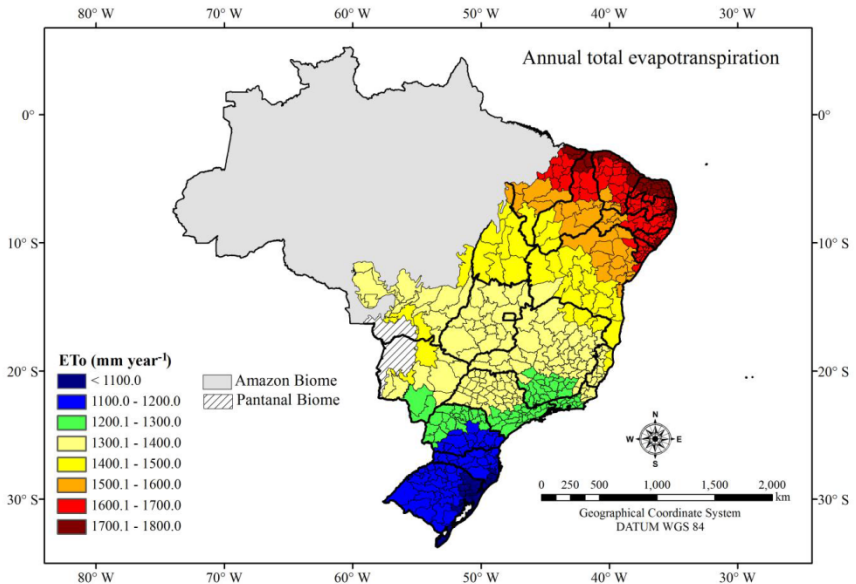 80° W 70° W 60° W 50° W 40° W 30° W
Annual total evapotranspiration
0° 0°
10° S 10° S
20° S 20° S
30° S 30° S
ETo (mm year⁻¹)
< 1100.0
1100.0 - 1200.0
1200.1 - 1300.0
1300.1 - 1400.0
1400.1 - 1500.0
1500.1 - 1600.0
1600.1 - 1700.0
1700.1 - 1800.0
Amazon Biome
Pantanal Biome
N
W E
S
0 250 500 1,000 1,500 2,000
km
Geographical Coordinate System
DATUM WGS 84
80° W 70° W 60° W 50° W 40° W 30° W